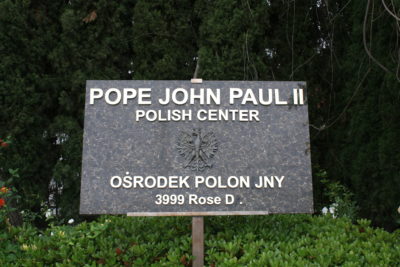 POPE JOHN PAUL II
POLISH CENTER
OŚRODEK POLON JNY
3999 Rose D .